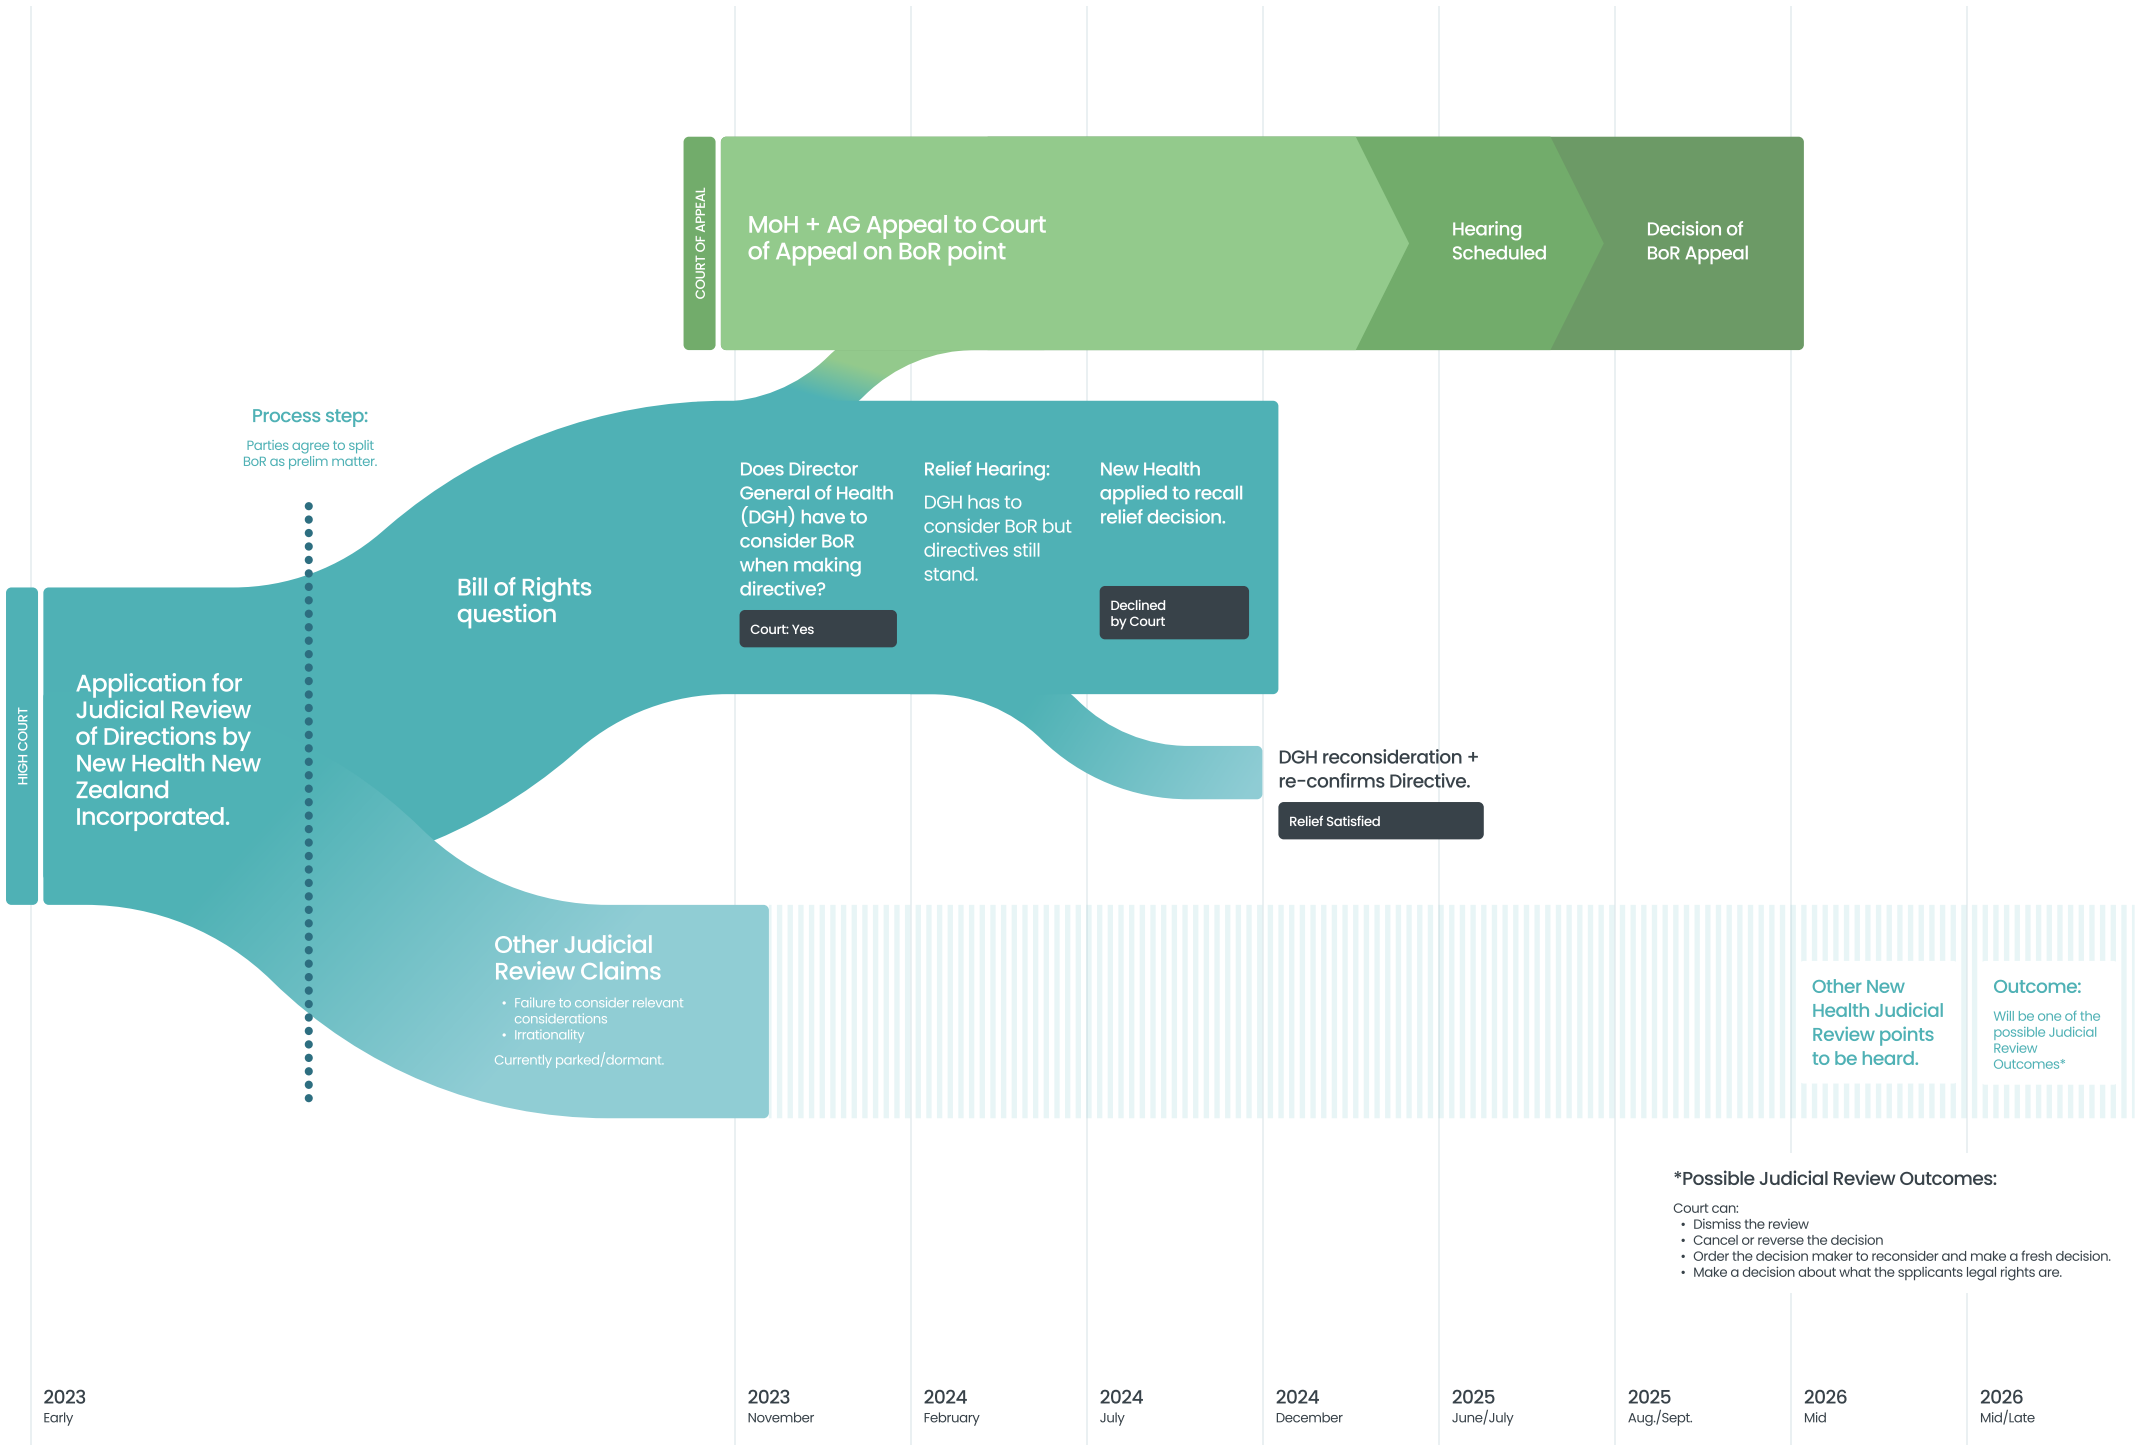 COURT OF APPEAL
MoH + AG Appeal to Court
of Appeal on BoR point
Hearing
Scheduled
Decision of
BoR Appeal
Process step:
Parties agree to split
BoR as prelim matter.
HIGH COURT
Application for
Judicial Review
of Directions by
New Health New
Zealand
Incorporated.
Bill of Rights
question
Does Director
General of Health
(DGH) have to
consider BoR
when making
directive?
Court: Yes
Relief Hearing:
DGH has to
consider BoR but
directives still
stand.
New Health
applied to recall
relief decision.
Declined
by Court
DGH reconsideration +
re-confirms Directive.
Relief Satisfied
Other Judicial
Review Claims
• Failure to consider relevant
considerations
• Irrationality
Currently parked/dormant.
Other New
Health Judicial
Review points
to be heard.
Outcome:
Will be one of the
possible Judicial
Review
Outcomes*
*Possible Judicial Review Outcomes:
Court can:
• Dismiss the review
• Cancel or reverse the decision
• Order the decision maker to reconsider and make a fresh decision.
• Make a decision about what the spplicants legal rights are.
2023
Early
2023
November
2024
February
2024
July
2024
December
2025
June/July
2025
Aug./Sept.
2026
Mid
2026
Mid/Late